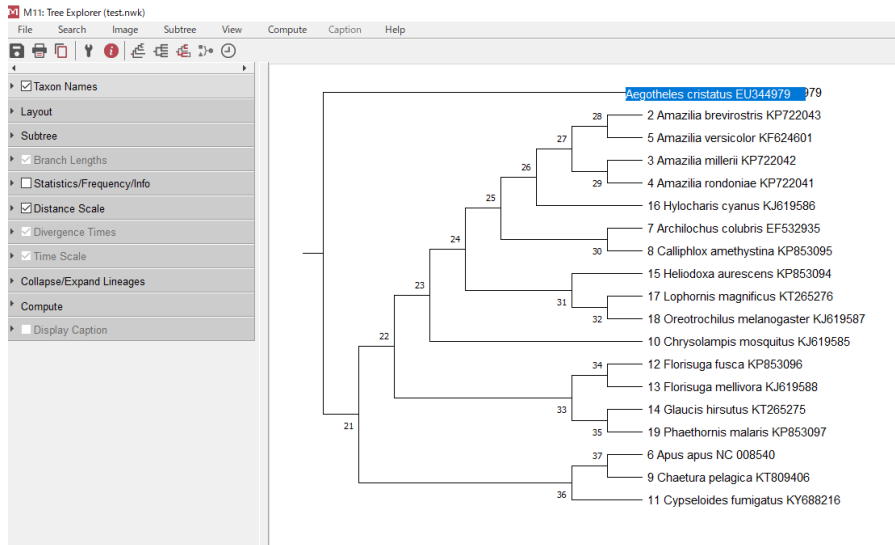 M11: Tree Explorer (test.nwk)
File Search Image Subtree View Compute Caption Help
Taxon Names
Layout
Subtree
Branch Lengths
Statistics/Frequency/Info
Distance Scale
Divergence Times
Time Scale
Collapse/Expand Lineages
Compute
Display Caption
Aegotheles cristatus EU344979 979
28 2 Amazilia brevirostris KP722043
27 5 Amazilia versicolor KF624601
26 3 Amazilia millerii KP722042
29 4 Amazilia rondoniae KP722041
25 16 Hylocharis cyanus KJ619586
7 Archilochus colubris EF532935
24 30 8 Calliphlox amethystina KP853095
15 Heliodoxa aurescens KP853094
23 31 17 Lophornis magnificus KT265276
32 18 Oreotrochilus melanogaster KJ619587
22 10 Chrysolampis mosquitus KJ619585
34 12 Florisuga fusca KP853096
13 Florisuga mellivora KJ619588
33 14 Glaucis hirsutus KT265275
21 35 19 Phaethornis malaris KP853097
37 6 Apus apus NC 008540
9 Chaetura pelagica KT809406
36 11 Cypseloides fumigatus KY688216